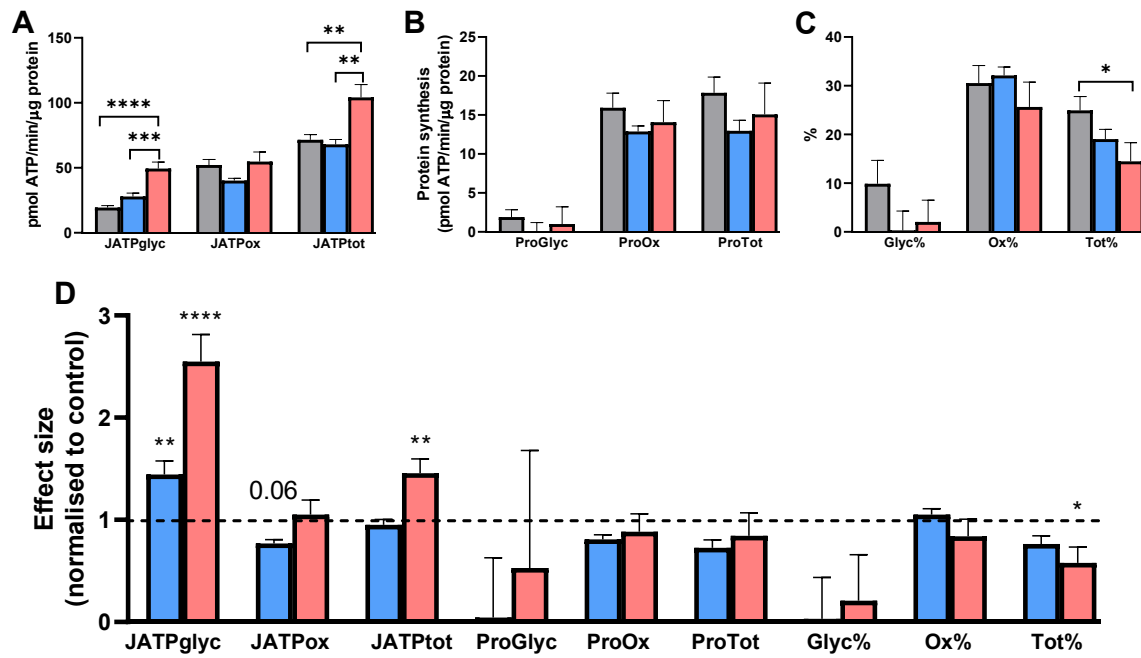 A
pmol ATP/min/µg protein
150
100
50
0
**
**
****
***
JATPglyc JATPox JATPtot
B
Protein synthesis
(pmol ATP/min/µg protein)
25
20
15
10
5
0
ProGlyc ProOx ProTot
C
%
40
30
20
10
0
*
Glyc% Ox% Tot%
D
Effect size
(normalised to control)
3
2
1
0
****
**
0.06
**
*
JATPglyc JATPox JATPtot ProGlyc ProOx ProTot Glyc% Ox% Tot%